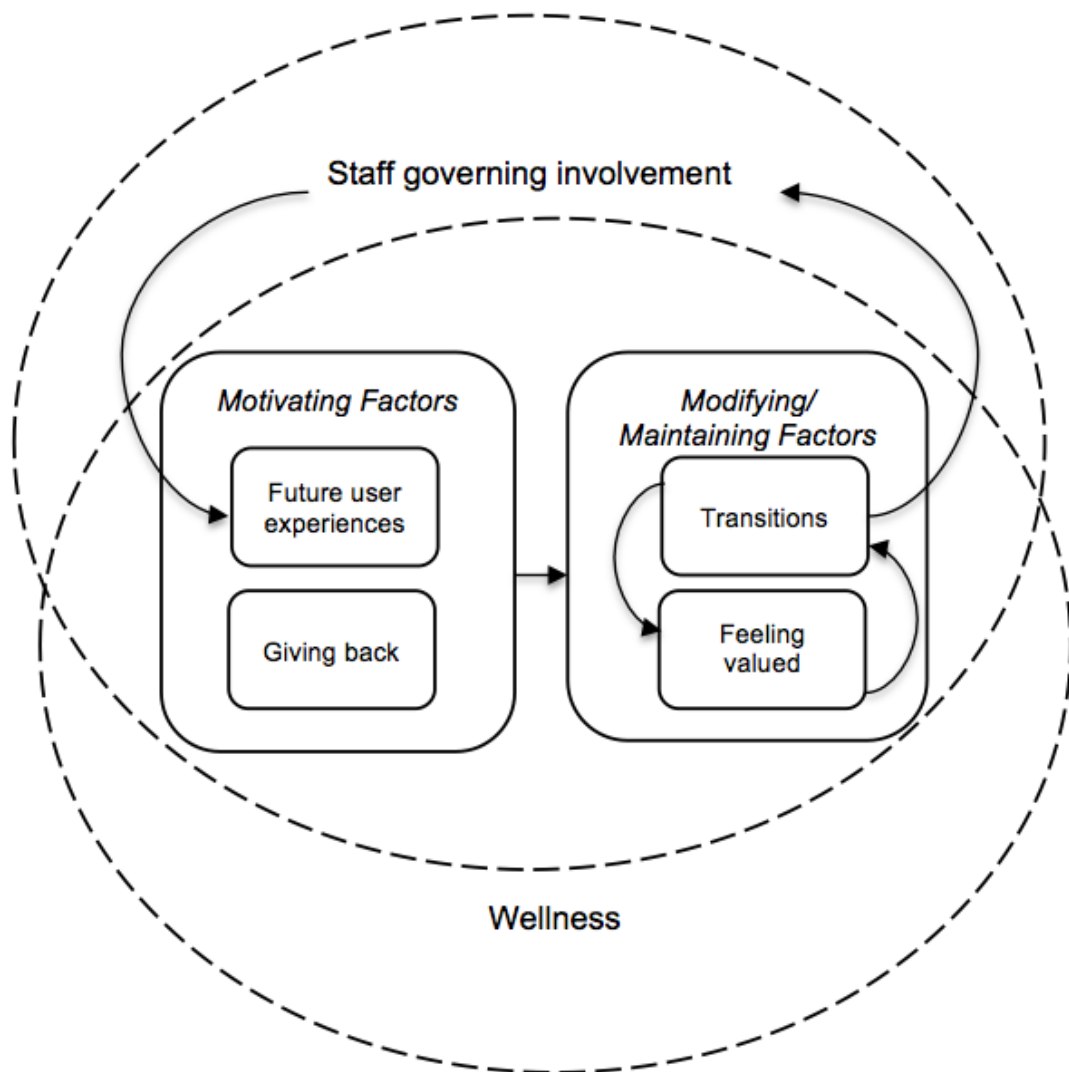 Staff governing involvement
Motivating Factors
Future user
experiences
Giving back
Modifying/
Maintaining Factors
Transitions
Feeling
valued
Wellness